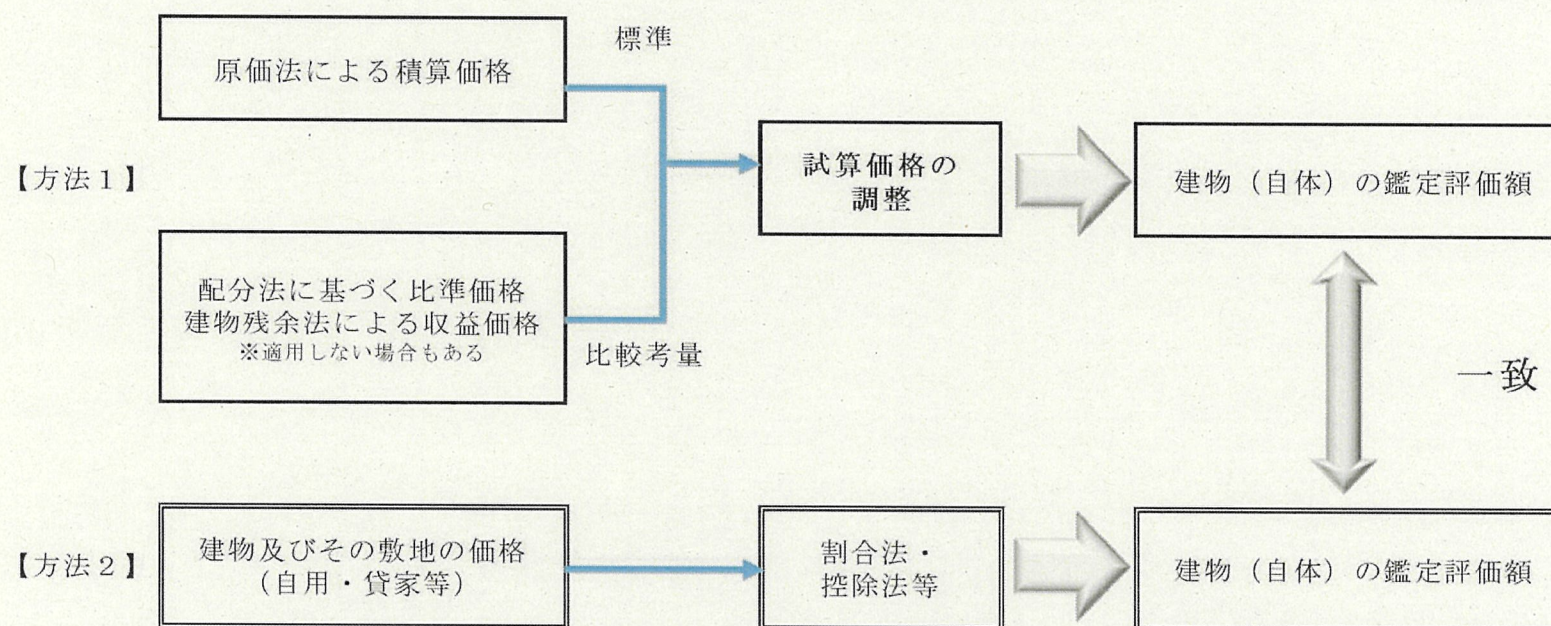 原価法による積算価格
標準
【方法１】
試算価格の
調整
建物（自体）の鑑定評価額
配分法に基づく比準価格
建物残余法による収益価格
※適用しない場合もある
比較考量
一致
【方法２】
建物及びその敷地の価格
（自用・貸家等）
割合法・
控除法等
建物（自体）の鑑定評価額